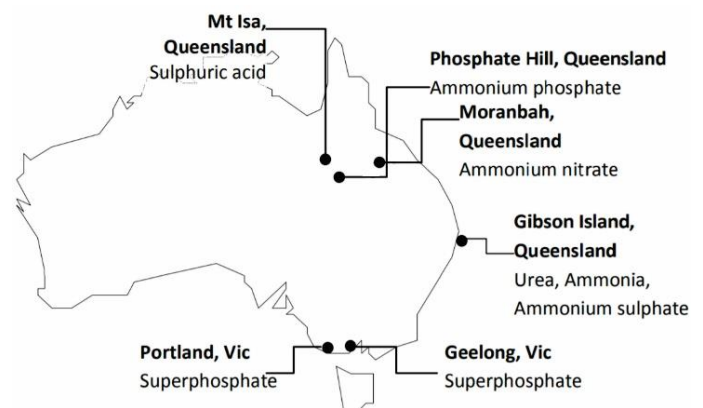 Mt Isa,
Queensland
Sulphuric acid
Phosphate Hill, Queensland
Ammonium phosphate
Moranbah,
Queensland
Ammonium nitrate
Gibson Island,
Queensland
Urea, Ammonia,
Ammonium sulphate
Portland, Vic
Superphosphate
Geelong, Vic
Superphosphate